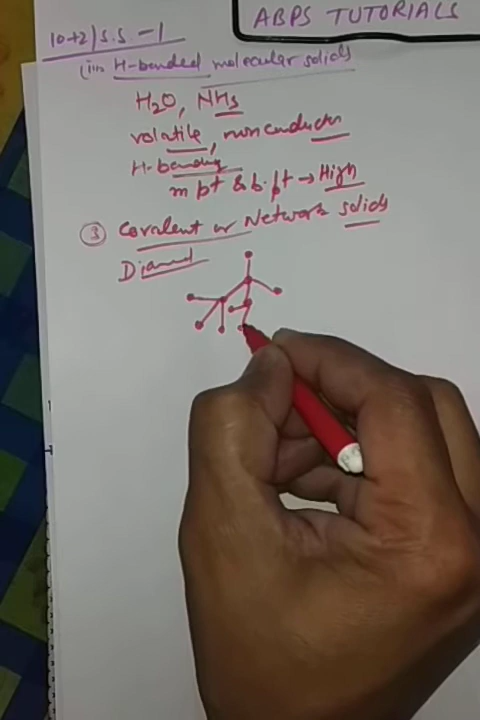 ABPS TUTORIALS
10+2/S.S-1
(iii) H-bonded molecular solids
H2O, NH3
volatile, nonconductors
H-bonding
m pt & b.pt → High
③ Covalent or Network solids
Diamond